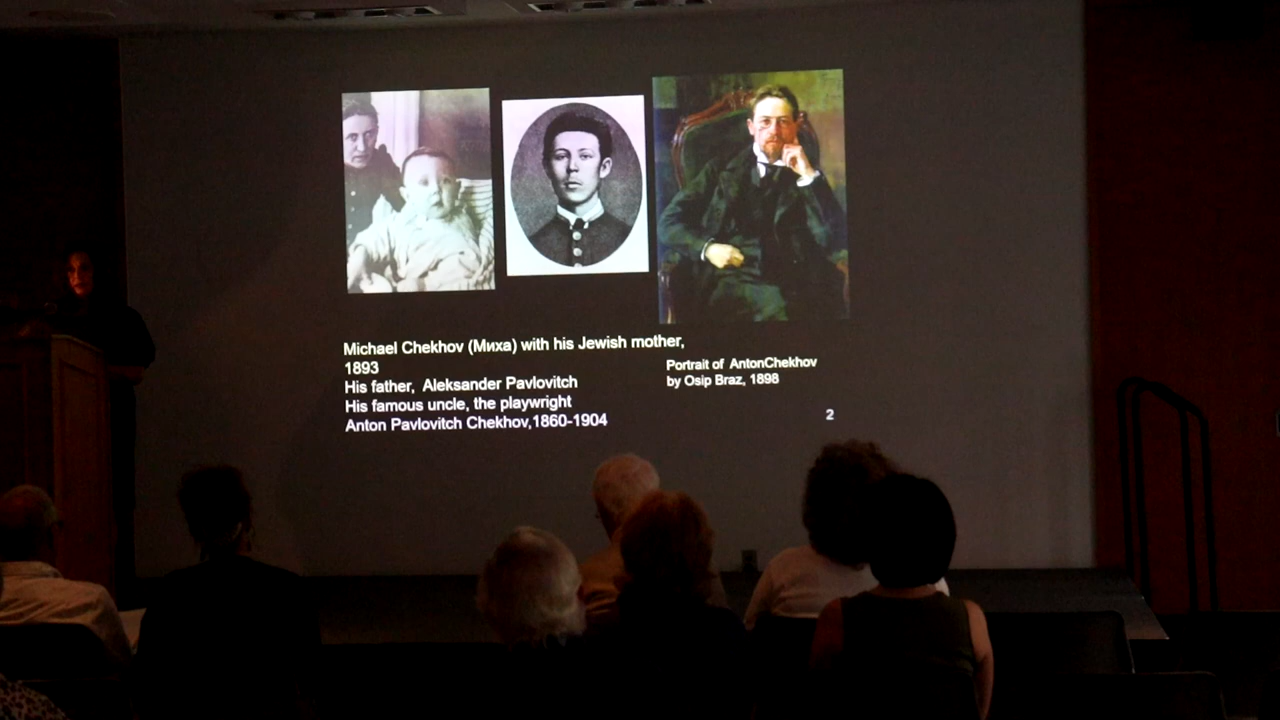 Michael Chekhov (Миха) with his Jewish mother,
1893
His father, Aleksander Pavlovitch
His famous uncle, the playwright
Anton Pavlovitch Chekhov,1860-1904
Portrait of AntonChekhov
by Osip Braz, 1898
2